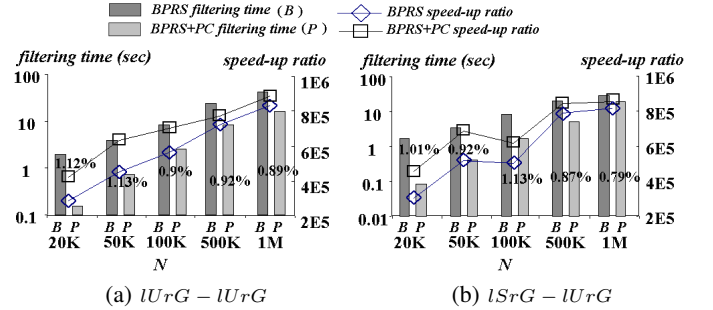 BPRS filtering time (B) BPRS speed-up ratio
BPRS+PC filtering time (P) BPRS+PC speed-up ratio
filtering time (sec) speed-up ratio
100 1E6
10 8E5
6E5
1 4E5
0.1 2E5
1.12% 1.13% 0.9% 0.92% 0.89%
B P B P B P B P B P
20K 50K 100K 500K 1M
N
(a) lUrG − lUrG
filtering time (sec) speed-up ratio
100 1E6
10 8E5
1 6E5
0.1 4E5
0.01 2E5
1.01% 0.92% 1.13% 0.87% 0.79%
B P B P B P B P B P
20K 50K 100K 500K 1M
N
(b) lSrG − lUrG